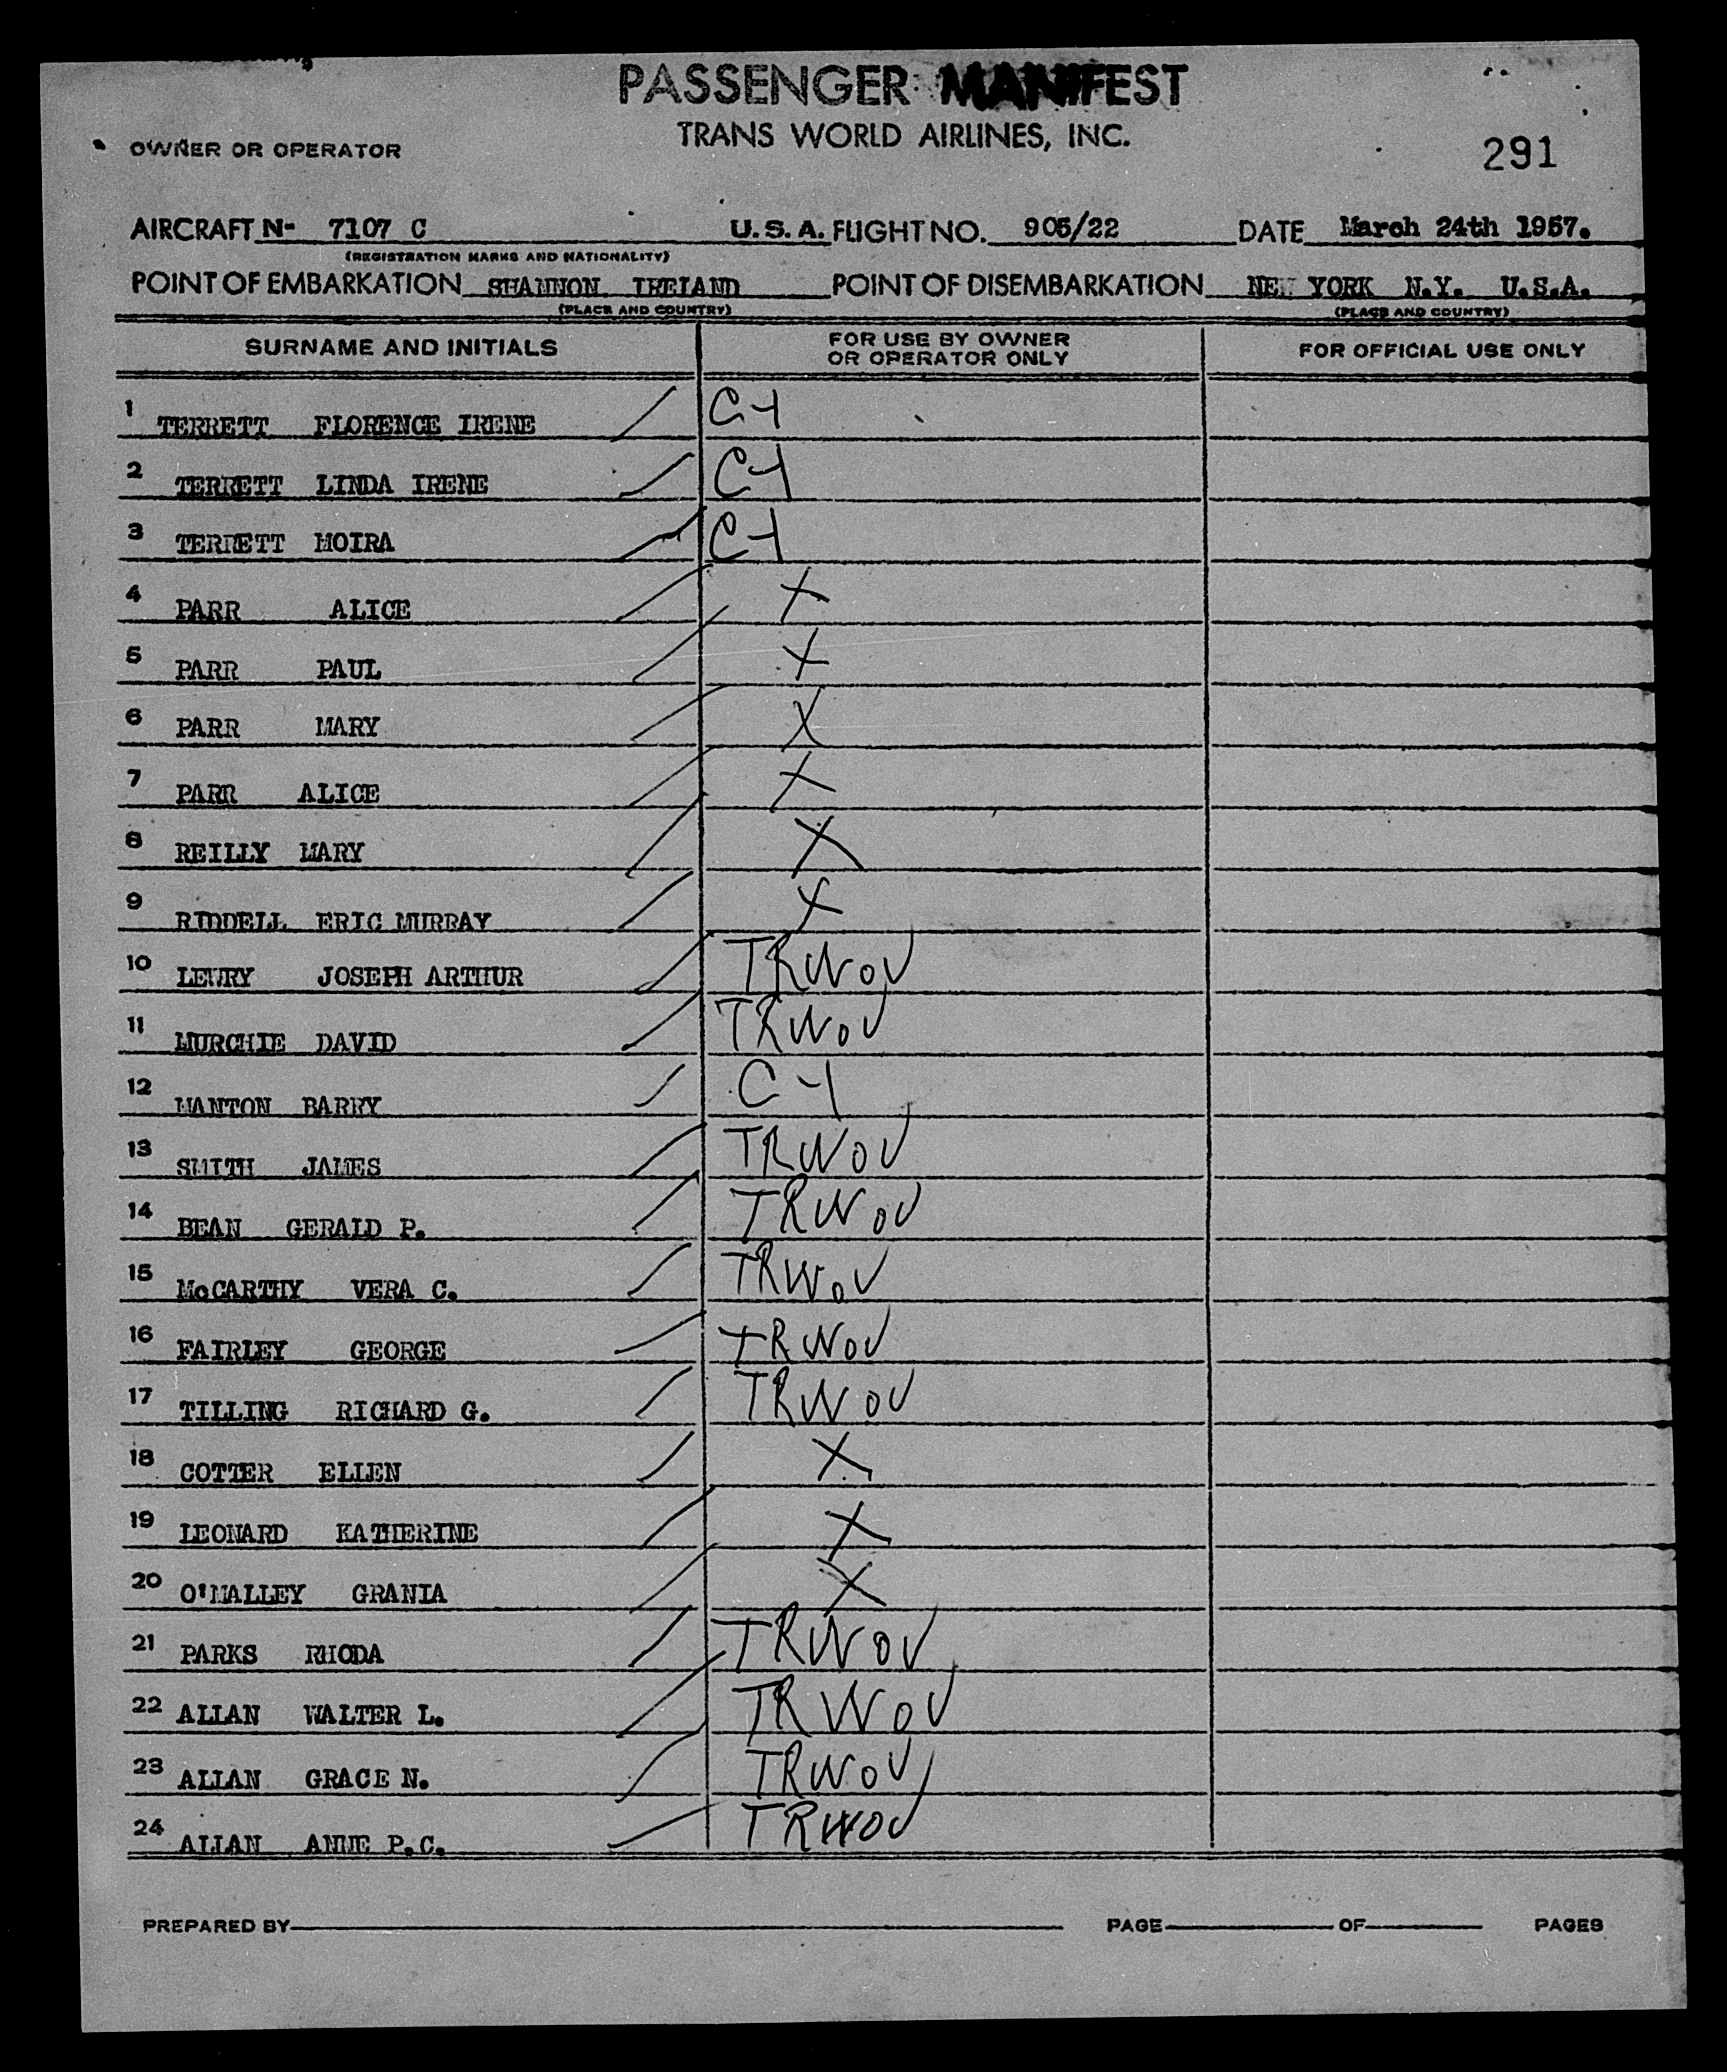 PASSENGER MANIFEST
TRANS WORLD AIRLINES, INC.
OWNER OR OPERATOR
291
AIRCRAFT N- 7107 C U.S.A. FLIGHT NO. 905/22 DATE March 24th 1957.
(REGISTRATION MARKS AND NATIONALITY)
POINT OF EMBARKATION SHANNON IRELAND POINT OF DISEMBARKATION NEW YORK N.Y. U.S.A.
(PLACE AND COUNTRY) (PLACE AND COUNTRY)
SURNAME AND INITIALS FOR USE BY OWNER OR OPERATOR ONLY FOR OFFICIAL USE ONLY
1 TERRETT FLORENCE IRENE C-1
2 TERRETT LINDA IRENE C-1
3 TERRETT MOIRA C-1
4 PARR ALICE X
5 PARR PAUL X
6 PARR MARY X
7 PARR ALICE X
8 REILLY MARY X
9 RIDDELL ERIC MURRAY X
10 LEWRY JOSEPH ARTHUR TRWOV
11 MURCHIE DAVID TRWOV
12 MANTON BARRY C-1
13 SMITH JAMES TRWOV
14 BEAN GERALD P. TRWOV
15 McCARTHY VERA C. TRWOV
16 FAIRLEY GEORGE TRWOV
17 TILLING RICHARD G. TRWOV
18 COTTER ELLEN X
19 LEONARD KATHERINE X
20 O'MALLEY GRANIA X
21 PARKS RHODA TRWOV
22 ALLAN WALTER L. TRWOV
23 ALLAN GRACE N. TRWOV
24 ALLAN ANNE P.C. TRWOV
PREPARED BY PAGE OF PAGES